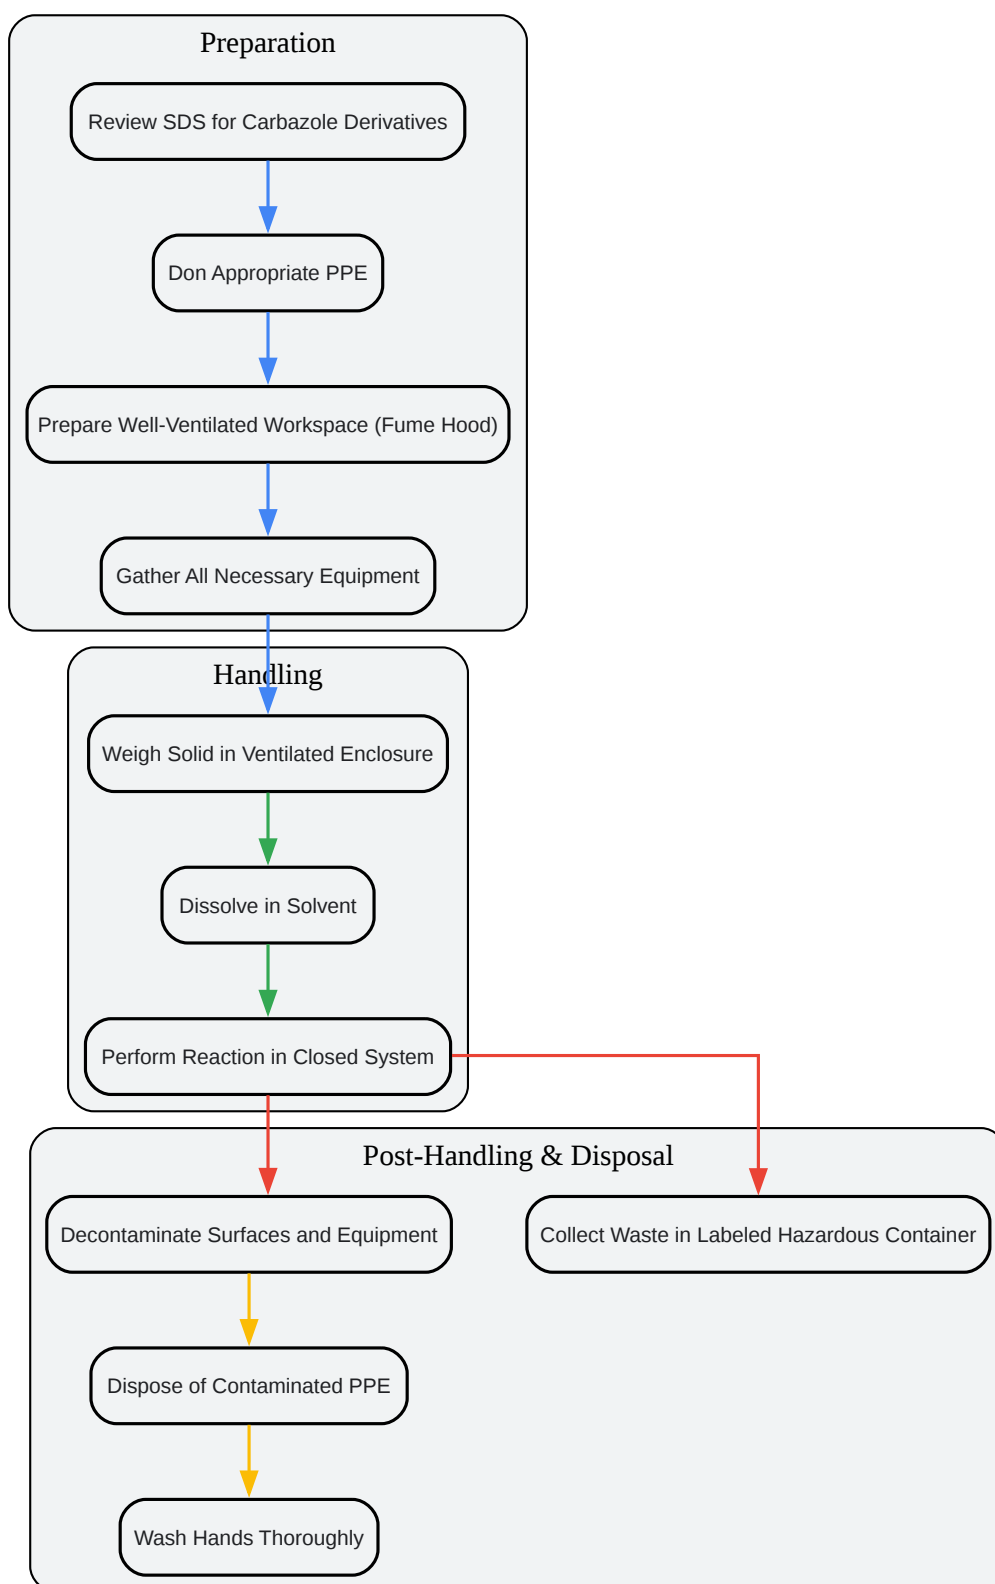 Preparation
Review SDS for Carbazole Derivatives
Don Appropriate PPE
Prepare Well-Ventilated Workspace (Fume Hood)
Gather All Necessary Equipment
Handling
Weigh Solid in Ventilated Enclosure
Dissolve in Solvent
Perform Reaction in Closed System
Post-Handling & Disposal
Decontaminate Surfaces and Equipment
Collect Waste in Labeled Hazardous Container
Dispose of Contaminated PPE
Wash Hands Thoroughly